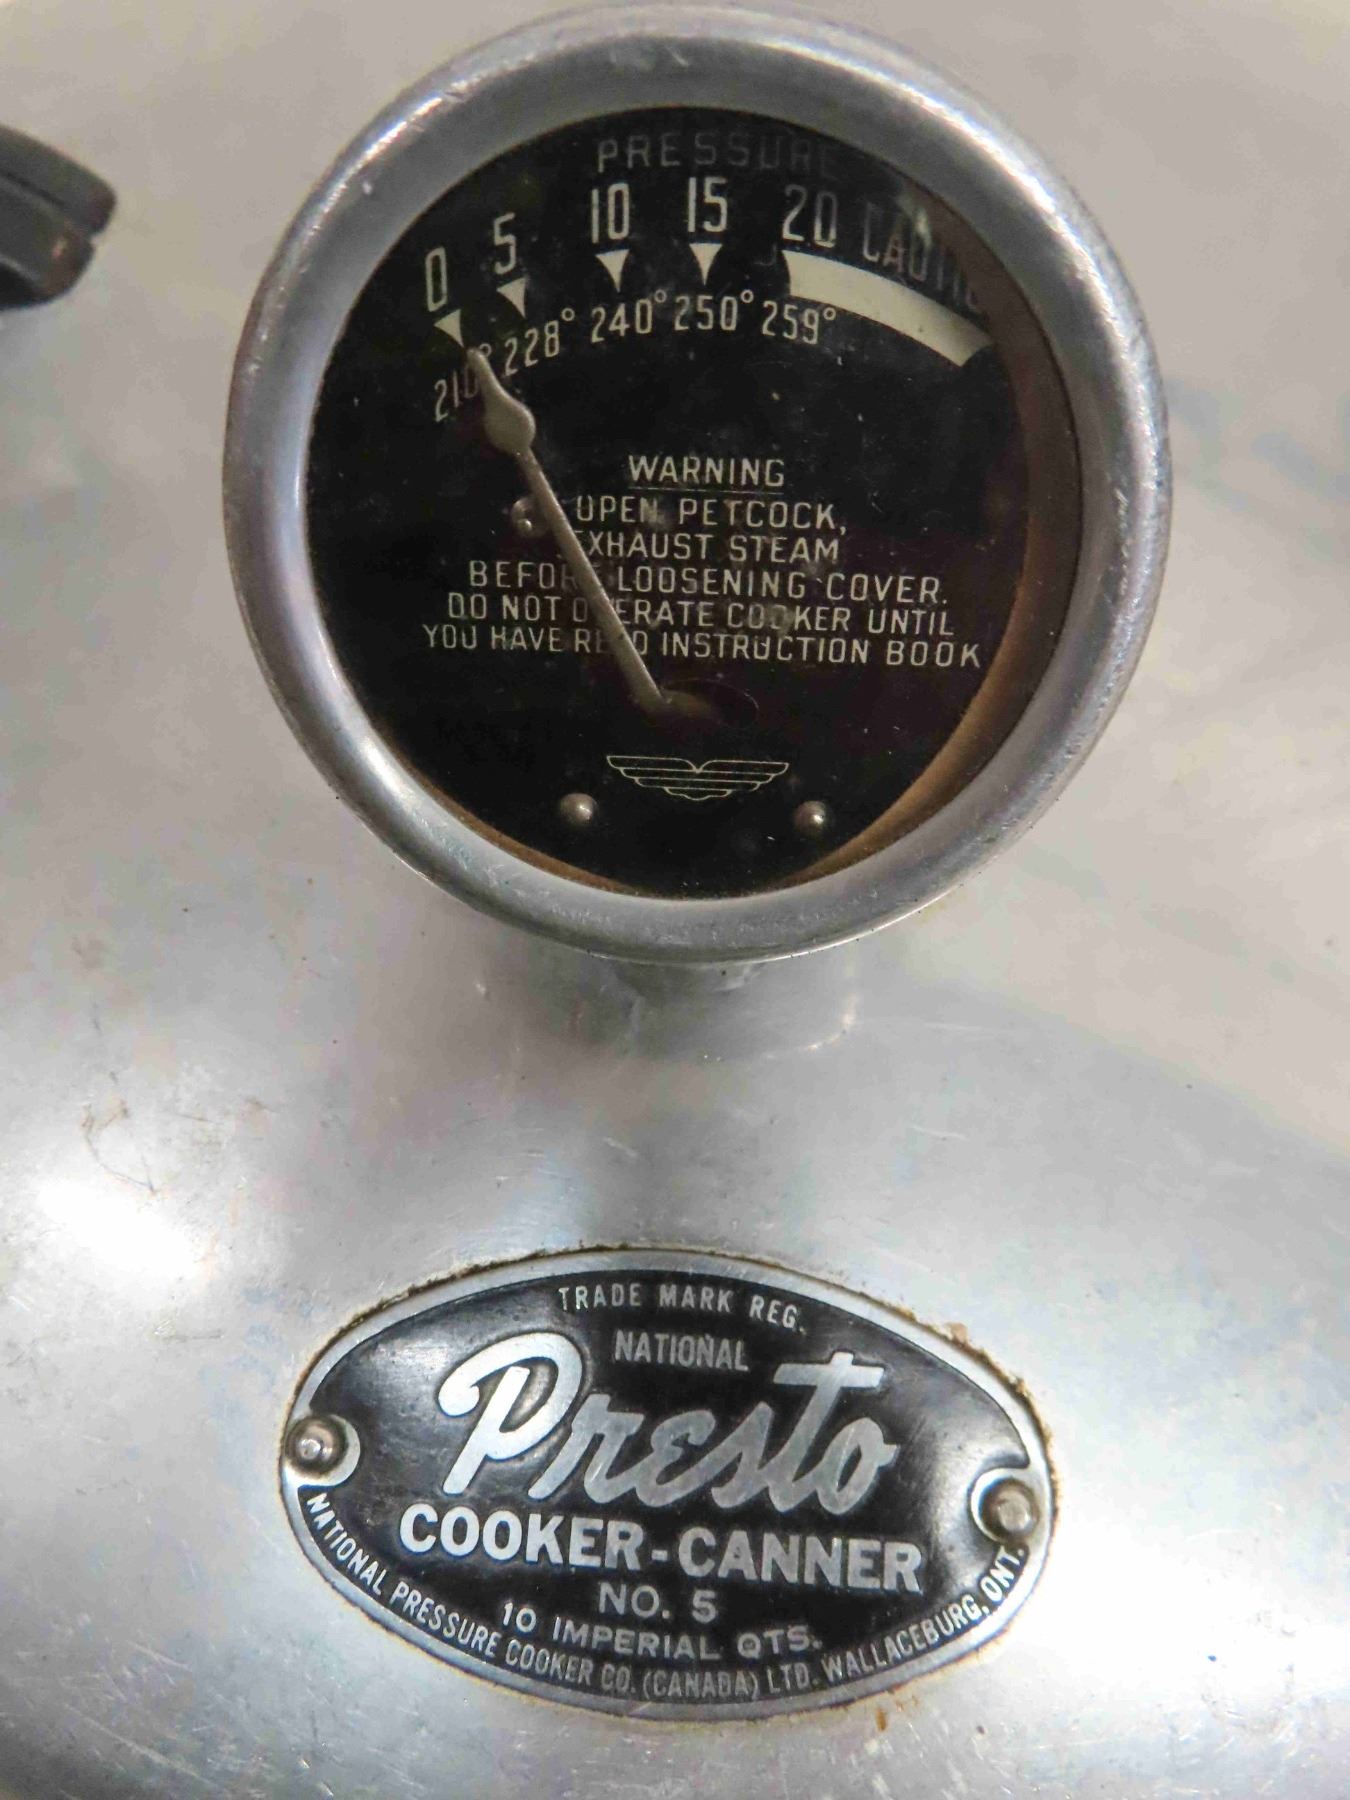 PRESSURE
0 5 10 15 20 CAUTION
210° 228° 240° 250° 259°
WARNING
OPEN PETCOCK,
EXHAUST STEAM
BEFORE LOOSENING COVER.
DO NOT OPERATE COOKER UNTIL
YOU HAVE READ INSTRUCTION BOOK
TRADE MARK REG.
NATIONAL
Presto
COOKER-CANNER
NO. 5
10 IMPERIAL QTS.
NATIONAL PRESSURE COOKER CO. (CANADA) LTD. WALLACEBURG, ONT.